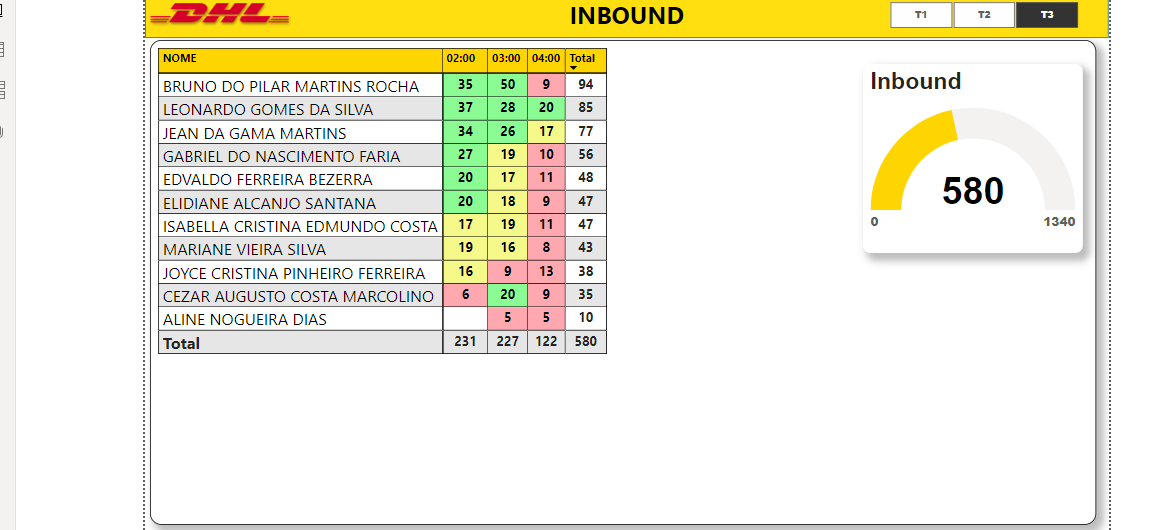 DHL INBOUND T1 T2 T3
NOME 02:00 03:00 04:00 Total
BRUNO DO PILAR MARTINS ROCHA 35 50 9 94
LEONARDO GOMES DA SILVA 37 28 20 85
JEAN DA GAMA MARTINS 34 26 17 77
GABRIEL DO NASCIMENTO FARIA 27 19 10 56
EDVALDO FERREIRA BEZERRA 20 17 11 48
ELIDIANE ALCANJO SANTANA 20 18 9 47
ISABELLA CRISTINA EDMUNDO COSTA 17 19 11 47
MARIANE VIEIRA SILVA 19 16 8 43
JOYCE CRISTINA PINHEIRO FERREIRA 16 9 13 38
CEZAR AUGUSTO COSTA MARCOLINO 6 20 9 35
ALINE NOGUEIRA DIAS 5 5 10
Total 231 227 122 580
Inbound
580
0 1340